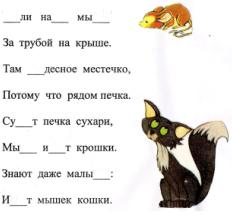 ___ли на___ мы___
За трубой на крыше.
Там ___десное местечко,
Потому что рядом печка.
Су___т печка сухари,
Мы___ и___т крошки.
Знают даже малы___:
И___т мышек кошки.